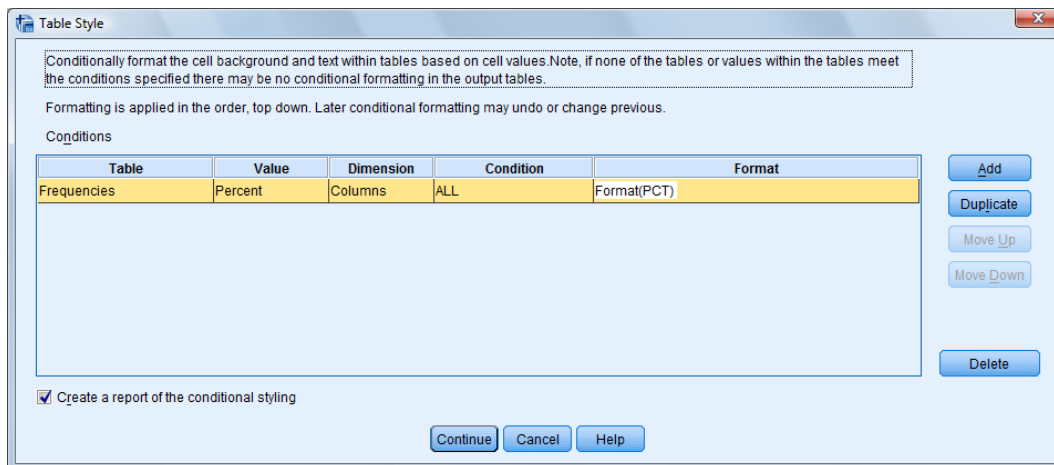 Table Style
Conditionally format the cell background and text within tables based on cell values.Note, if none of the tables or values within the tables meet
the conditions specified there may be no conditional formatting in the output tables.
Formatting is applied in the order, top down. Later conditional formatting may undo or change previous.
Conditions
Table Value Dimension Condition Format
Frequencies Percent Columns ALL Format(PCT)
Add
Duplicate
Move Up
Move Down
Delete
Create a report of the conditional styling
Continue Cancel Help